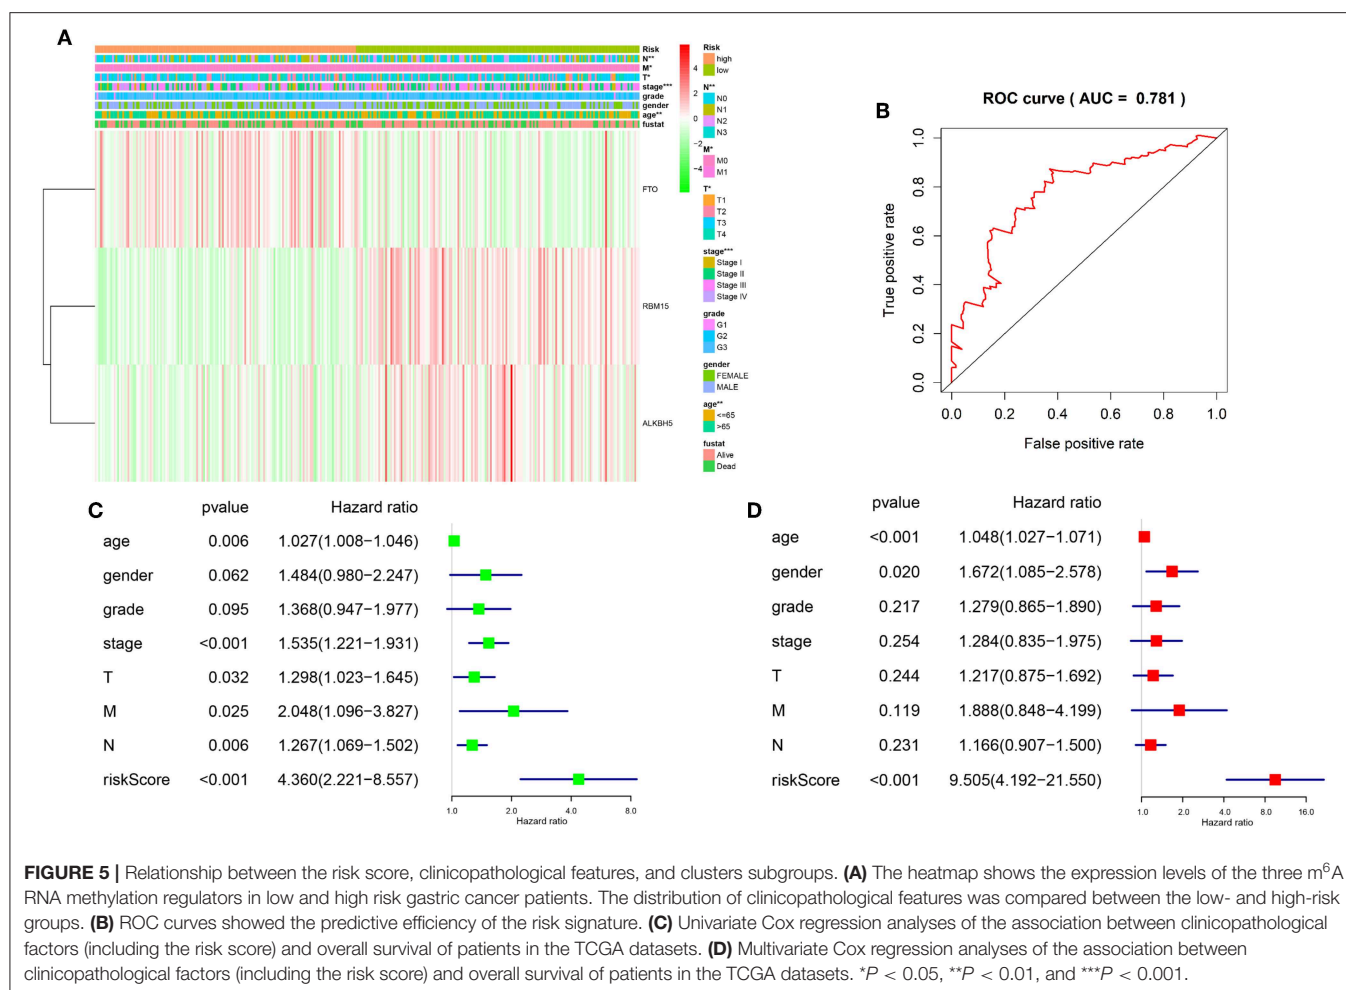 A
Risk
N**
M*
T*
stage***
grade
gender
age**
fustat
FTO
RBM15
ALKBH5
4
2
0
−2
−4
Risk
high
low
N**
N0
N1
N2
N3
M*
M0
M1
T*
T1
T2
T3
T4
stage***
Stage I
Stage II
Stage III
Stage IV
grade
G1
G2
G3
gender
FEMALE
MALE
age**
<=65
>65
fustat
Alive
Dead
B
ROC curve ( AUC = 0.781 )
True positive rate
1.0
0.8
0.6
0.4
0.2
0.0
0.0 0.2 0.4 0.6 0.8 1.0
False positive rate
C
pvalue Hazard ratio
age 0.006 1.027(1.008−1.046)
gender 0.062 1.484(0.980−2.247)
grade 0.095 1.368(0.947−1.977)
stage <0.001 1.535(1.221−1.931)
T 0.032 1.298(1.023−1.645)
M 0.025 2.048(1.096−3.827)
N 0.006 1.267(1.069−1.502)
riskScore <0.001 4.360(2.221−8.557)
1.0 2.0 4.0 8.0
Hazard ratio
D
pvalue Hazard ratio
age <0.001 1.048(1.027−1.071)
gender 0.020 1.672(1.085−2.578)
grade 0.217 1.279(0.865−1.890)
stage 0.254 1.284(0.835−1.975)
T 0.244 1.217(0.875−1.692)
M 0.119 1.888(0.848−4.199)
N 0.231 1.166(0.907−1.500)
riskScore <0.001 9.505(4.192−21.550)
1.0 2.0 4.0 8.0 16.0
Hazard ratio
FIGURE 5 | Relationship between the risk score, clinicopathological features, and clusters subgroups. (A) The heatmap shows the expression levels of the three m⁶A
RNA methylation regulators in low and high risk gastric cancer patients. The distribution of clinicopathological features was compared between the low- and high-risk
groups. (B) ROC curves showed the predictive efficiency of the risk signature. (C) Univariate Cox regression analyses of the association between clinicopathological
factors (including the risk score) and overall survival of patients in the TCGA datasets. (D) Multivariate Cox regression analyses of the association between
clinicopathological factors (including the risk score) and overall survival of patients in the TCGA datasets. *P < 0.05, **P < 0.01, and ***P < 0.001.